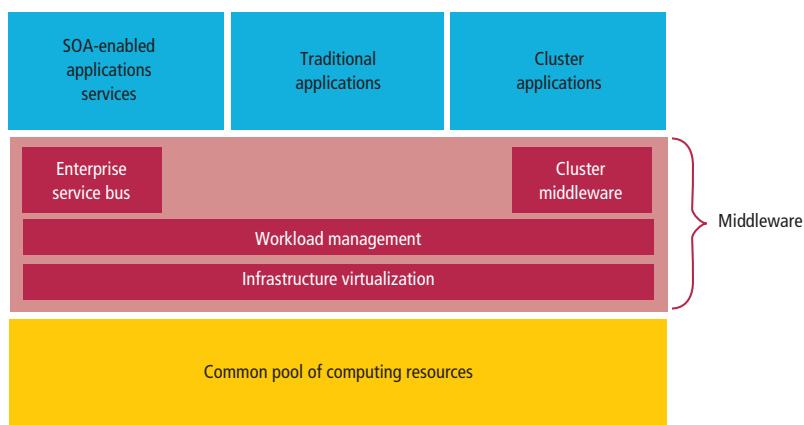 SOA-enabled
applications
services
Traditional
applications
Cluster
applications
Enterprise
service bus
Cluster
middleware
Workload management
Infrastructure virtualization
Middleware
Common pool of computing resources